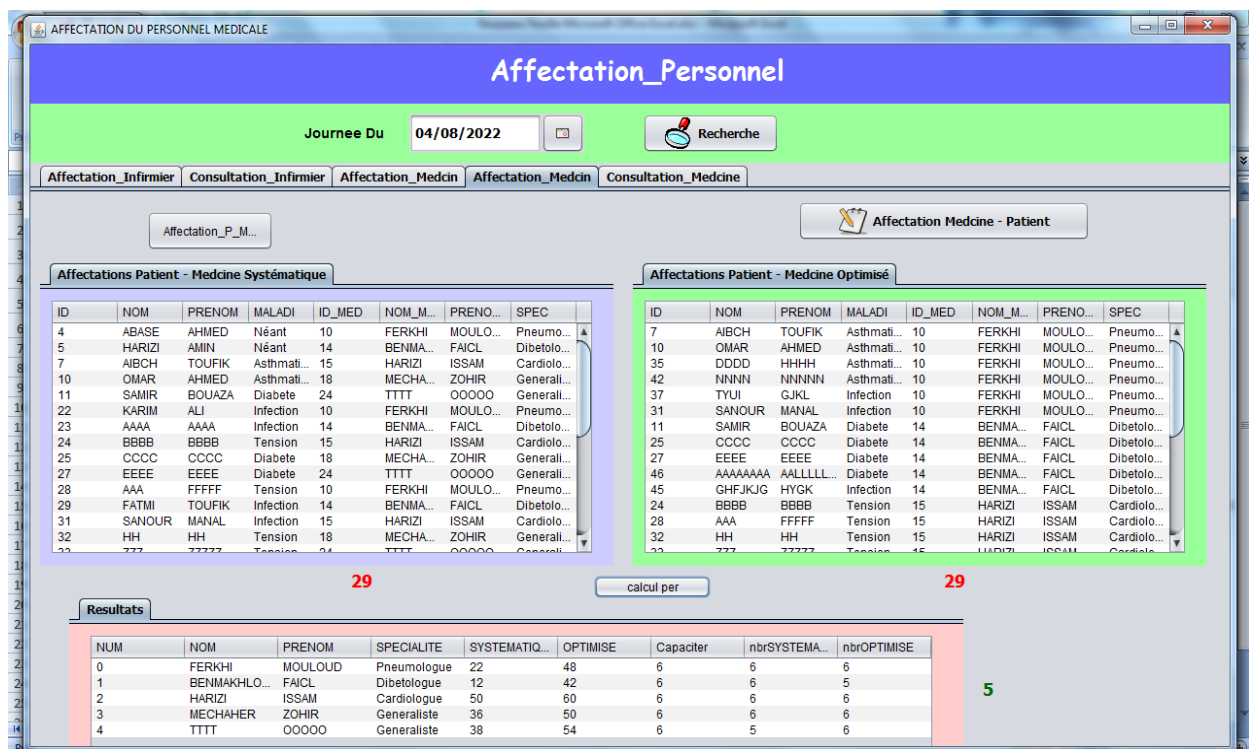 AFFECTATION DU PERSONNEL MEDICALE
Affectation_Personnel
Journee Du 04/08/2022 Recherche
Affectation_Infirmier Consultation_Infirmier Affectation_Medcin Affectation_Medcin Consultation_Medcine
Affectation_P_M... Affectation Medcine - Patient
Affectations Patient - Medcine Systématique
ID NOM PRENOM MALADI ID_MED NOM_M... PRENO... SPEC
4 ABASE AHMED Néant 10 FERKHI MOULO... Pneumo...
5 HARIZI AMIN Néant 14 BENMA... FAICL Dibetolo...
7 AIBCH TOUFIK Asthmati... 15 HARIZI ISSAM Cardiolo...
10 OMAR AHMED Asthmati... 18 MECHA... ZOHIR Generali...
11 SAMIR BOUAZA Diabete 24 TTTT OOOOO Generali...
22 KARIM ALI Infection 10 FERKHI MOULO... Pneumo...
23 AAAA AAAA Infection 14 BENMA... FAICL Dibetolo...
24 BBBB BBBB Tension 15 HARIZI ISSAM Cardiolo...
25 CCCC CCCC Diabete 18 MECHA... ZOHIR Generali...
27 EEEE EEEE Diabete 24 TTTT OOOOO Generali...
28 AAA FFFFF Tension 10 FERKHI MOULO... Pneumo...
29 FATMI TOUFIK Infection 14 BENMA... FAICL Dibetolo...
31 SANOUR MANAL Infection 15 HARIZI ISSAM Cardiolo...
32 HH HH Tension 18 MECHA... ZOHIR Generali...
29
Affectations Patient - Medcine Optimisé
ID NOM PRENOM MALADI ID_MED NOM_M... PRENO... SPEC
7 AIBCH TOUFIK Asthmati... 10 FERKHI MOULO... Pneumo...
10 OMAR AHMED Asthmati... 10 FERKHI MOULO... Pneumo...
35 DDDD HHHH Asthmati... 10 FERKHI MOULO... Pneumo...
42 NNNN NNNNN Asthmati... 10 FERKHI MOULO... Pneumo...
37 TYUI GJKL Infection 10 FERKHI MOULO... Pneumo...
31 SANOUR MANAL Infection 10 FERKHI MOULO... Pneumo...
11 SAMIR BOUAZA Diabete 14 BENMA... FAICL Dibetolo...
25 CCCC CCCC Diabete 14 BENMA... FAICL Dibetolo...
27 EEEE EEEE Diabete 14 BENMA... FAICL Dibetolo...
46 AAAAAAAA AALLLLL... Diabete 14 BENMA... FAICL Dibetolo...
45 GHFJKJG HYGK Infection 14 BENMA... FAICL Dibetolo...
24 BBBB BBBB Tension 15 HARIZI ISSAM Cardiolo...
28 AAA FFFFF Tension 15 HARIZI ISSAM Cardiolo...
32 HH HH Tension 15 HARIZI ISSAM Cardiolo...
29
calcul per
Resultats
NUM NOM PRENOM SPECIALITE SYSTEMATIQ... OPTIMISE Capaciter nbrSYSTEMA... nbrOPTIMISE
0 FERKHI MOULOUD Pneumologue 22 48 6 6 6
1 BENMAKHLO... FAICL Dibetologue 12 42 6 6 5
2 HARIZI ISSAM Cardiologue 50 60 6 6 6
3 MECHAHER ZOHIR Generaliste 36 50 6 6 6
4 TTTT OOOOO Generaliste 38 54 6 5 6
5